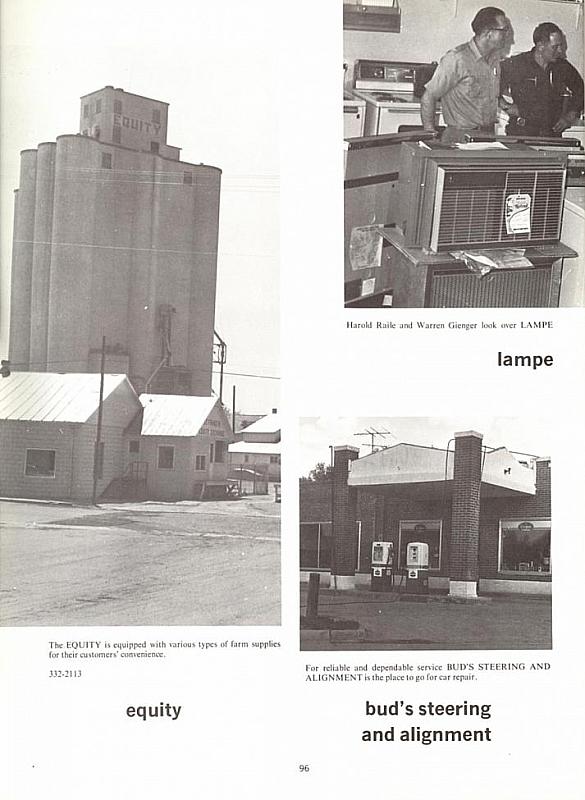 EQUITY
The EQUITY is equipped with various types of farm supplies
for their customers' convenience.
332-2113
equity
Harold Raile and Warren Gienger look over LAMPE
lampe
For reliable and dependable service BUD'S STEERING AND
ALIGNMENT is the place to go for car repair.
bud's steering
and alignment
96